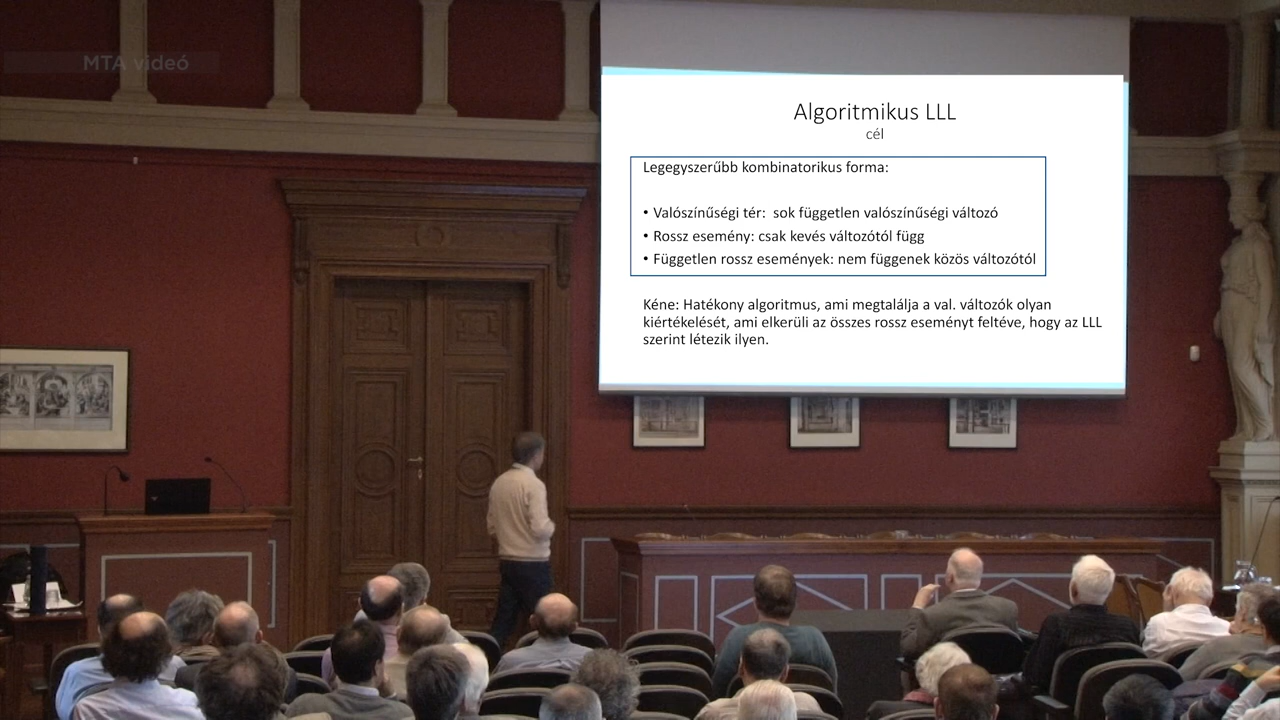 MTA videó
Algoritmikus LLL
cél
Legegyszerűbb kombinatorikus forma:
• Valószínűségi tér: sok független valószínűségi változó
• Rossz esemény: csak kevés változótól függ
• Független rossz események: nem függenek közös változótól
Kéne: Hatékony algoritmus, ami megtalálja a val. változók olyan
kiértékelését, ami elkerüli az összes rossz eseményt feltéve, hogy az LLL
szerint létezik ilyen.